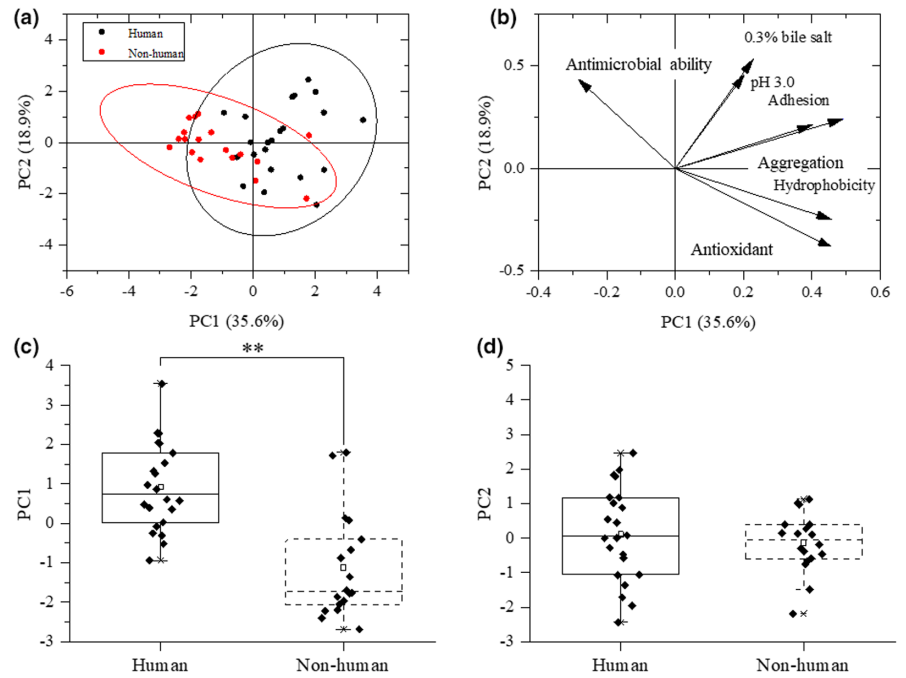 (a)
Human
Non-human
4
2
0
-2
-4
PC2 (18.9%)
-6 -4 -2 0 2 4
PC1 (35.6%)
(b)
0.3% bile salt
Antimicrobial ability
pH 3.0
Adhesion
Aggregation
Hydrophobicity
Antioxidant
0.5
0.0
-0.5
PC2 (18.9%)
-0.4 -0.2 0.0 0.2 0.4 0.6
PC1 (35.6%)
(c)
**
4
3
2
1
0
-1
-2
-3
PC1
Human Non-human
(d)
5
4
3
2
1
0
-1
-2
-3
PC2
Human Non-human